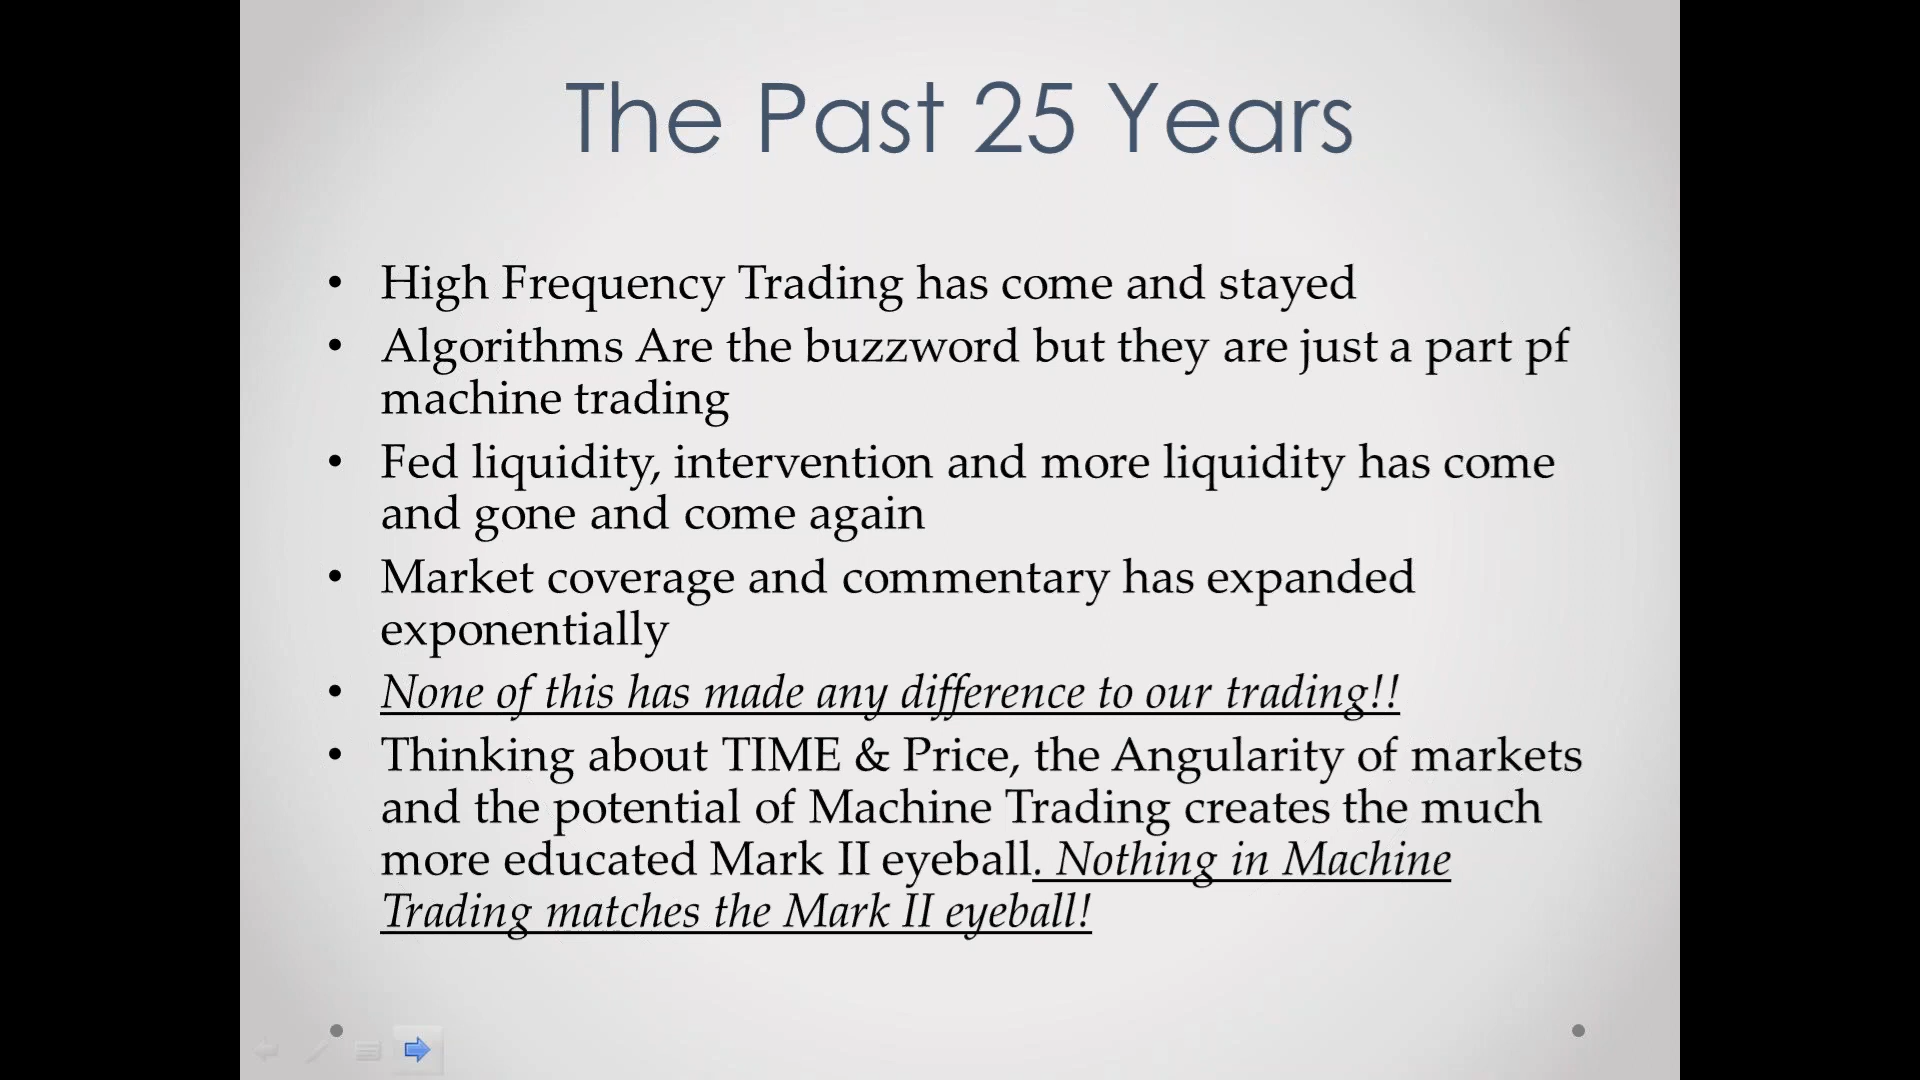 The Past 25 Years
• High Frequency Trading has come and stayed
• Algorithms Are the buzzword but they are just a part pf
machine trading
• Fed liquidity, intervention and more liquidity has come
and gone and come again
• Market coverage and commentary has expanded
exponentially
• None of this has made any difference to our trading!!
• Thinking about TIME & Price, the Angularity of markets
and the potential of Machine Trading creates the much
more educated Mark II eyeball. Nothing in Machine
Trading matches the Mark II eyeball!